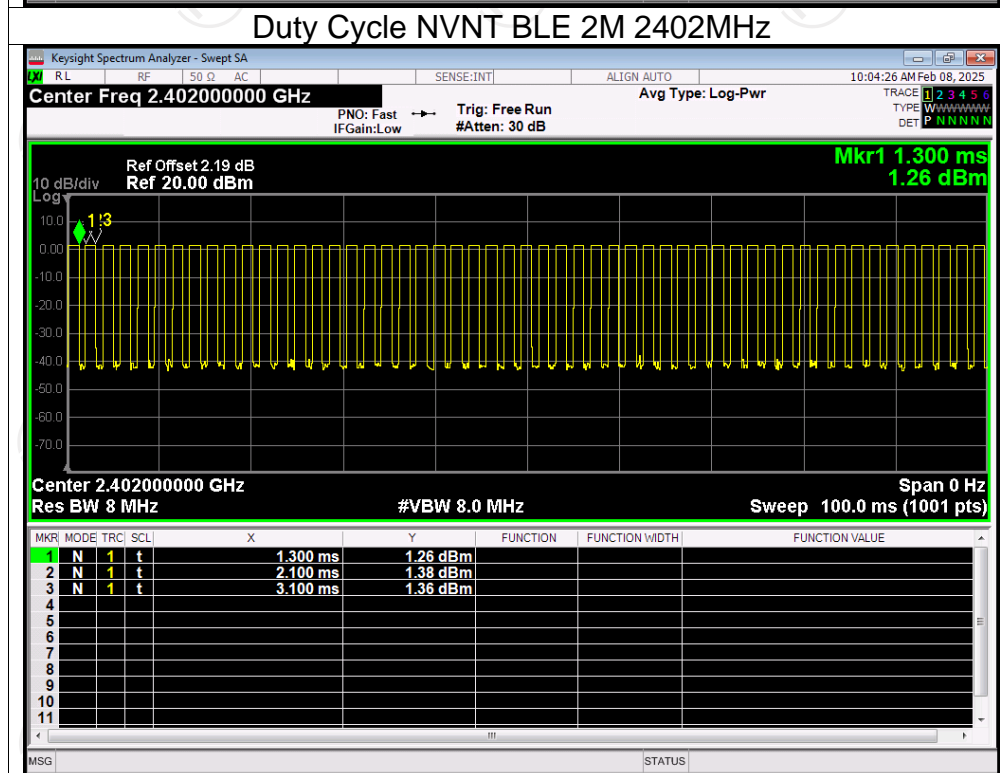 Duty Cycle NVNT BLE 2M 2402MHz
Keysight Spectrum Analyzer - Swept SA
LXI RL RF 50 Ω AC SENSE:INT ALIGN AUTO 10:04:26 AM Feb 08, 2025
Center Freq 2.402000000 GHz Avg Type: Log-Pwr TRACE 1 2 3 4 5 6
PNO: Fast Trig: Free Run TYPE WWWWWW
IFGain:Low #Atten: 30 dB DET P N N N N N
Mkr1 1.300 ms
Ref Offset 2.19 dB
10 dB/div Ref 20.00 dBm 1.26 dBm
Log
10.0
0.00
-10.0
-20.0
-30.0
-40.0
-50.0
-60.0
-70.0
Center 2.402000000 GHz Span 0 Hz
Res BW 8 MHz #VBW 8.0 MHz Sweep 100.0 ms (1001 pts)
MKR MODE TRC SCL X Y FUNCTION FUNCTION WIDTH FUNCTION VALUE
1 N 1 t 1.300 ms 1.26 dBm
2 N 1 t 2.100 ms 1.38 dBm
3 N 1 t 3.100 ms 1.36 dBm
4
5
6
7
8
9
10
11
MSG STATUS